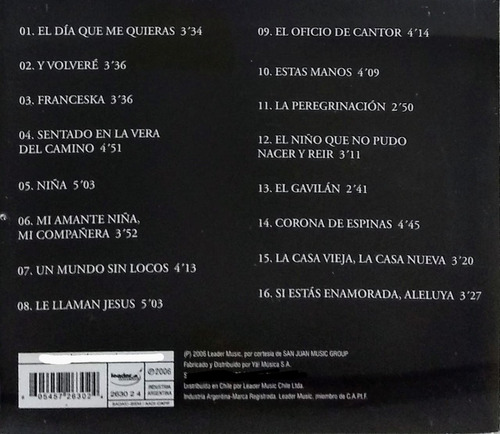 01. EL DÍA QUE ME QUIERAS 3´34
02. Y VOLVERÉ 3´36
03. FRANCESKA 3´36
04. SENTADO EN LA VERA
DEL CAMINO 4´51
05. NIÑA 5´03
06. MI AMANTE NIÑA,
MI COMPAÑERA 3´52
07. UN MUNDO SIN LOCOS 4´13
08. LE LLAMAN JESUS 5´03
09. EL OFICIO DE CANTOR 4´14
10. ESTAS MANOS 4´09
11. LA PEREGRINACIÓN 2´50
12. EL NIÑO QUE NO PUDO
NACER Y REIR 3´11
13. EL GAVILÁN 2´41
14. CORONA DE ESPINAS 4´45
15. LA CASA VIEJA, LA CASA NUEVA 3´20
16. SI ESTÁS ENAMORADA, ALELUYA 3´27
leader
℗2006
2630 2 4
INDUSTRIA
ARGENTINA
6 05457 26302 4
(P) 2006 Leader Music, por cortesía de SAN JUAN MUSIC GROUP
Fabricado y Distribuido por Yâl Música S.A.
Distribuido en Chile por Leader Music Chile Ltda.
Industria Argentina-Marca Registrada. Leader Music, miembro de C.A.P.I.F.